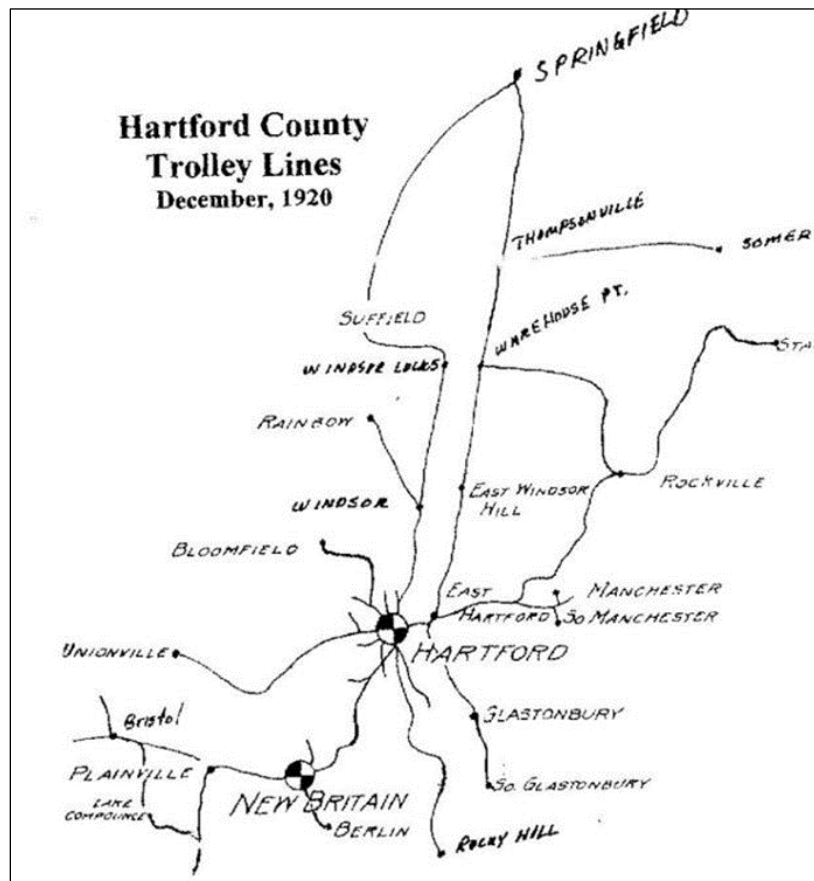 SPRINGFIELD
Hartford County
Trolley Lines
December, 1920
THOMPSONVILLE
SOMER
SUFFIELD
WAREHOUSE PT.
STA
WINDSOR LOCKS
RAINBOW
ROCKVILLE
EAST WINDSOR
HILL
WINDSOR
BLOOMFIELD
EAST
HARTFORD
MANCHESTER
SO MANCHESTER
UNIONVILLE
HARTFORD
GLASTONBURY
Bristol
PLAINVILLE
SO. GLASTONBURY
NEW BRITAIN
LAKE
COMPOUNCE
BERLIN
ROCKY HILL